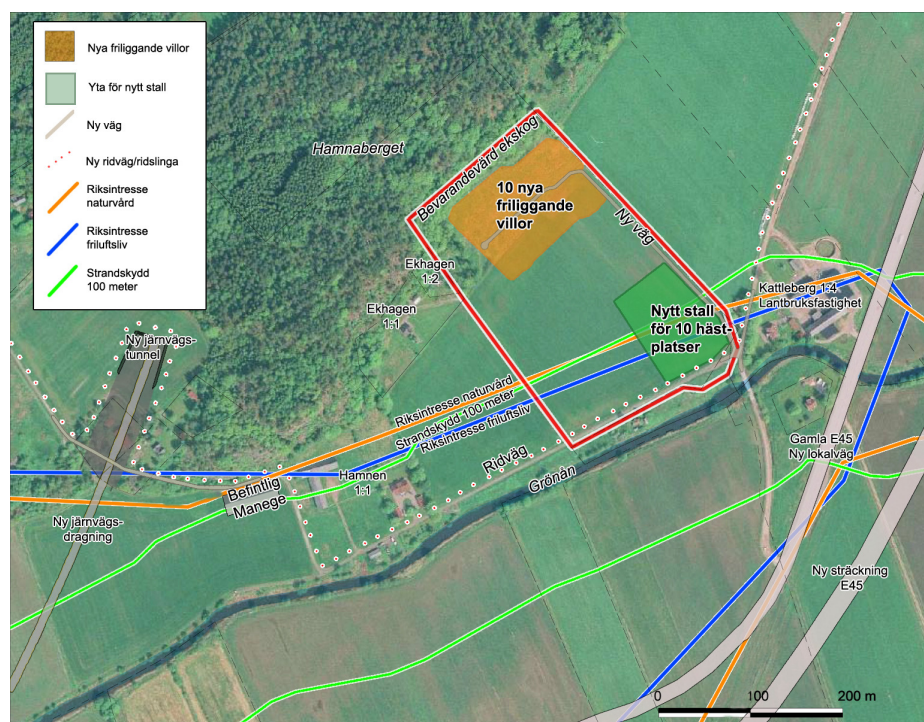 Nya friliggande villor
Yta för nytt stall
Ny väg
Ny ridväg/ridslinga
Riksintresse
naturvård
Riksintresse
friluftsliv
Strandskydd
100 meter
Hamnaberget
Bevarandevärd ekskog
10 nya
friliggande
villor
Ny väg
Ekhagen
1:2
Ekhagen
1:1
Kattleberg 1:4
Lantbruksfastighet
Nytt stall
för 10 häst-
platser
Ny järnvägs-
tunnel
Riksintresse naturvård
Strandskydd 100 meter
Riksintresse friluftsliv
Ridväg
Grönån
Gamla E45
Ny lokalväg
Hamnen
1:1
Befintlig
Manege
Ny järnvägs-
dragning
Ny sträckning
E45
0 100 200 m